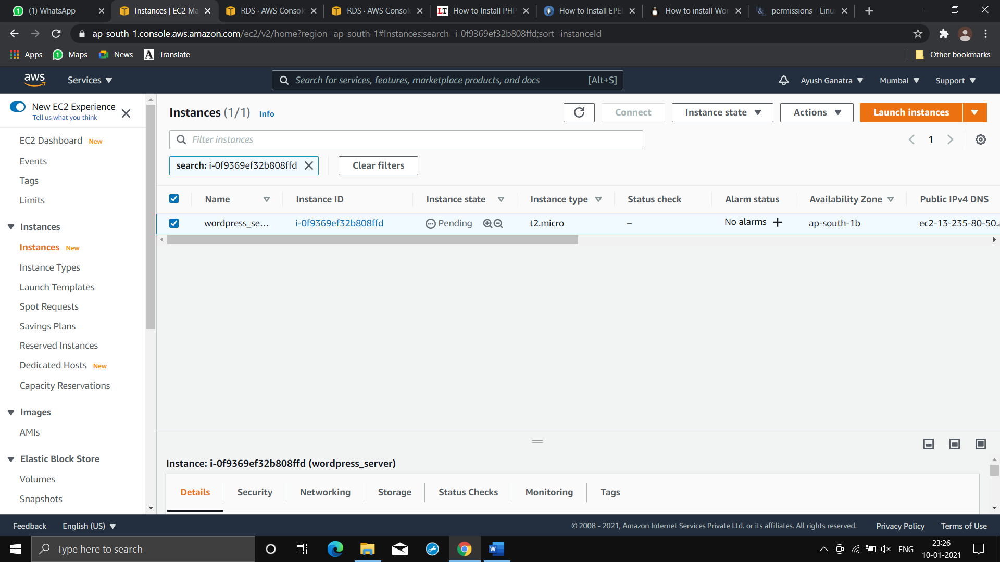 (1) WhatsApp
Instances | EC2 Ma
RDS · AWS Console
RDS · AWS Console
LT How to Install PHP
How to Install EPEL
How to install Wor
permissions - Linu
ap-south-1.console.aws.amazon.com/ec2/v2/home?region=ap-south-1#Instances:search=i-0f9369ef32b808ffd;sort=instanceId
Apps
Maps
News
A Translate
Other bookmarks
aws
Services
Search for services, features, marketplace products, and docs [Alt+S]
Ayush Ganatra
Mumbai
Support
New EC2 Experience
Tell us what you think
EC2 Dashboard New
Events
Tags
Limits
Instances
Instances New
Instance Types
Launch Templates
Spot Requests
Savings Plans
Reserved Instances
Dedicated Hosts New
Capacity Reservations
Images
AMIs
Elastic Block Store
Volumes
Snapshots
Instances (1/1) Info
Connect
Instance state
Actions
Launch instances
Filter instances
1
search: i-0f9369ef32b808ffd
Clear filters
Name Instance ID Instance state Instance type Status check Alarm status Availability Zone Public IPv4 DNS
wordpress_se... i-0f9369ef32b808ffd Pending t2.micro – No alarms + ap-south-1b ec2-13-235-80-50.a
Instance: i-0f9369ef32b808ffd (wordpress_server)
Details Security Networking Storage Status Checks Monitoring Tags
Feedback English (US) © 2008 - 2021, Amazon Internet Services Private Ltd. or its affiliates. All rights reserved. Privacy Policy Terms of Use
Type here to search
ENG
23:26
10-01-2021